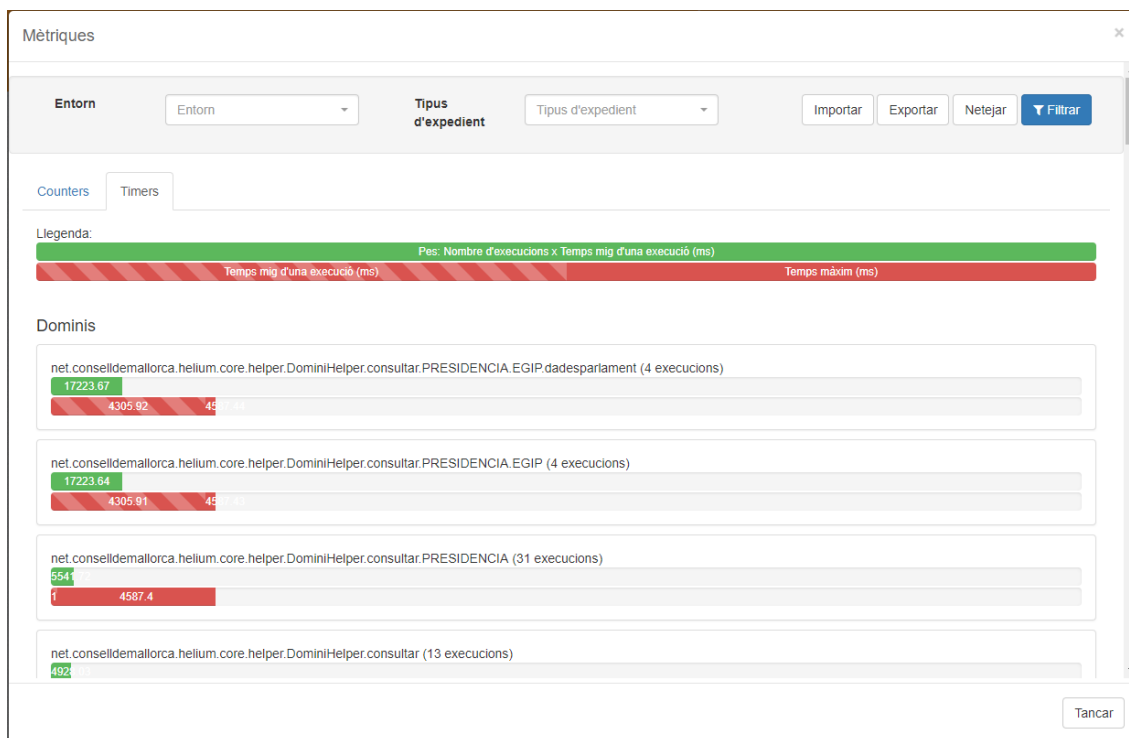 Mètriques
×
Entorn
Entorn
Tipus d'expedient
Tipus d'expedient
Importar
Exportar
Netejar
Filtrar
Counters
Timers
Llegenda:
Pes: Nombre d'execucions x Temps mig d'una execució (ms)
Temps mig d'una execució (ms)
Temps máxim (ms)
Dominis
net.conselldemallorca.helium.core.helper.DominiHelper.consultar.PRESIDENCIA.EGIP.dadesparlament (4 execucions)
17223.67
4305.92
net.conselldemallorca.helium.core.helper.DominiHelper.consultar.PRESIDENCIA.EGIP (4 execucions)
17223.64
4305.91
net.conselldemallorca.helium.core.helper.DominiHelper.consultar.PRESIDENCIA (31 execucions)
4587.4
net.conselldemallorca.helium.core.helper.DominiHelper.consultar (13 execucions)
Tancar